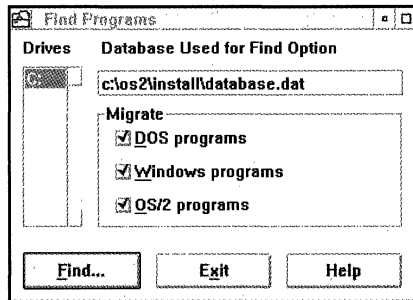 Find Programs
Drives
Database Used for Find Option
C:
c:\os2\install\database.dat
Migrate
DOS programs
Windows programs
OS/2 programs
Find...
Exit
Help